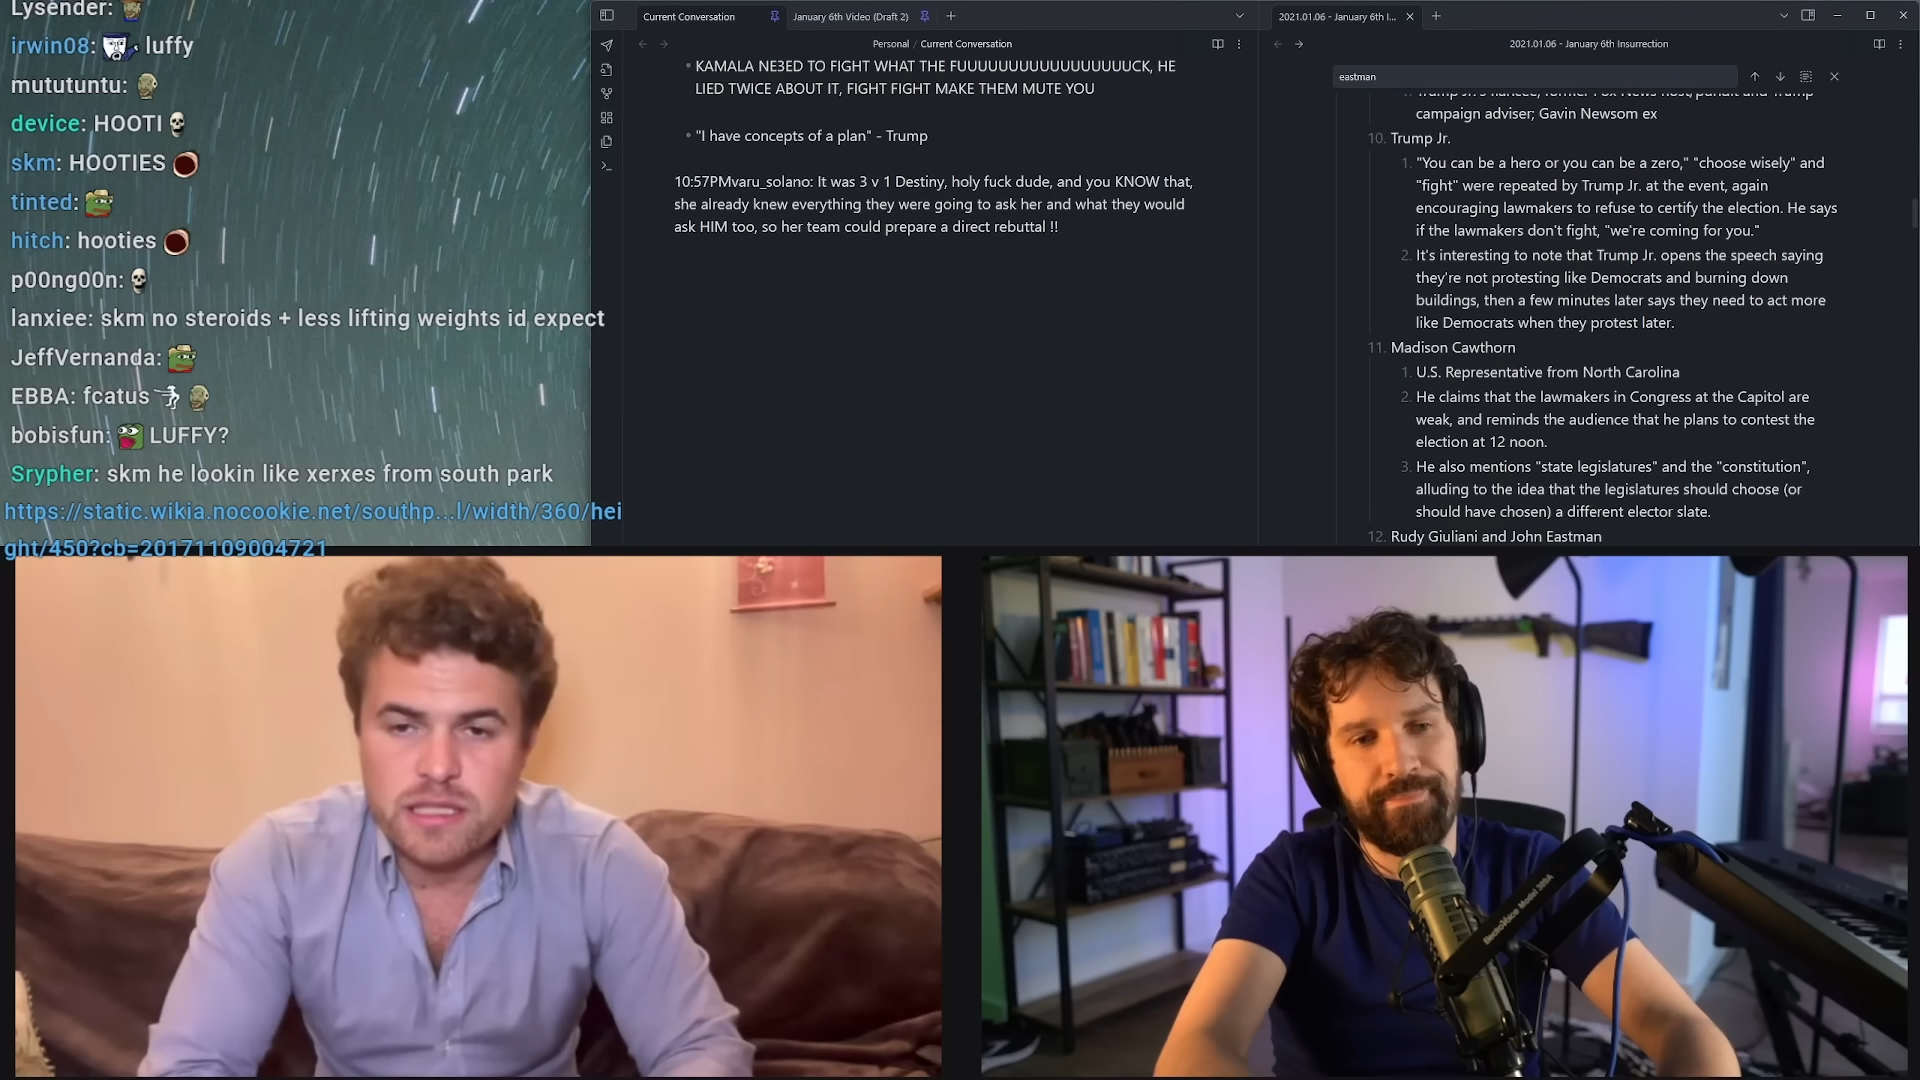 Lysender:
irwin08: luffy
mututuntu:
device: HOOTI
skm: HOOTIES
tinted:
hitch: hooties
p00ng00n:
lanxiee: skm no steroids + less lifting weights id expect
JeffVernanda:
EBBA: fcatus
bobisfun: LUFFY?
Srypher: skm he lookin like xerxes from south park
https://static.wikia.nocookie.net/southp...l/width/360/hei
ght/450?cb=20171109004721
Current Conversation
January 6th Video (Draft 2)
Personal / Current Conversation
• KAMALA NE3ED TO FIGHT WHAT THE FUUUUUUUUUUUUUUUUUCK, HE
LIED TWICE ABOUT IT, FIGHT FIGHT MAKE THEM MUTE YOU
• "I have concepts of a plan" - Trump
10:57PMvaru_solano: It was 3 v 1 Destiny, holy fuck dude, and you KNOW that,
she already knew everything they were going to ask her and what they would
ask HIM too, so her team could prepare a direct rebuttal !!
2021.01.06 - January 6th I...
2021.01.06 - January 6th Insurrection
eastman
1. Trump Jr.'s fiancee, former Fox News host/pundit and Trump
campaign adviser; Gavin Newsom ex
10. Trump Jr.
1. "You can be a hero or you can be a zero," "choose wisely" and
"fight" were repeated by Trump Jr. at the event, again
encouraging lawmakers to refuse to certify the election. He says
if the lawmakers don't fight, "we're coming for you."
2. It's interesting to note that Trump Jr. opens the speech saying
they're not protesting like Democrats and burning down
buildings, then a few minutes later says they need to act more
like Democrats when they protest later.
11. Madison Cawthorn
1. U.S. Representative from North Carolina
2. He claims that the lawmakers in Congress at the Capitol are
weak, and reminds the audience that he plans to contest the
election at 12 noon.
3. He also mentions "state legislatures" and the "constitution",
alluding to the idea that the legislatures should choose (or
should have chosen) a different elector slate.
12. Rudy Giuliani and John Eastman